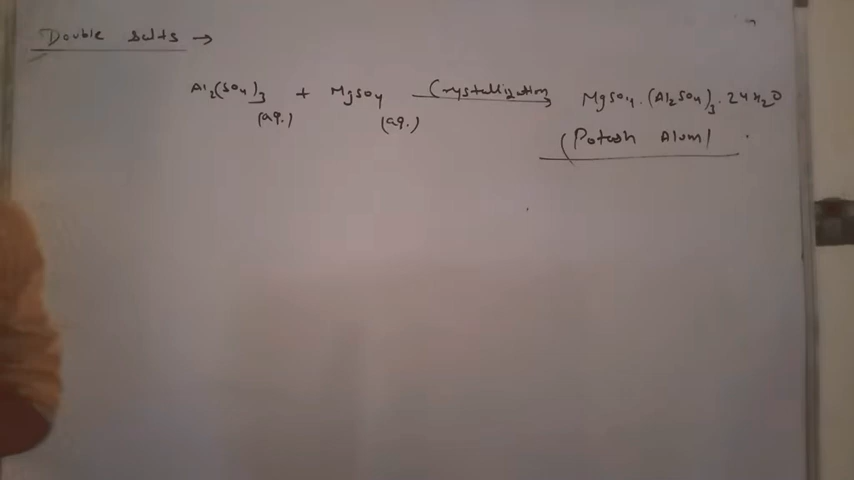 Double salts →
Al₂(SO₄)₃ + MgSO₄ Crystallization → MgSO₄.(Al₂SO₄)₃.24H₂O
(aq.) (aq.) (Potash Alum)